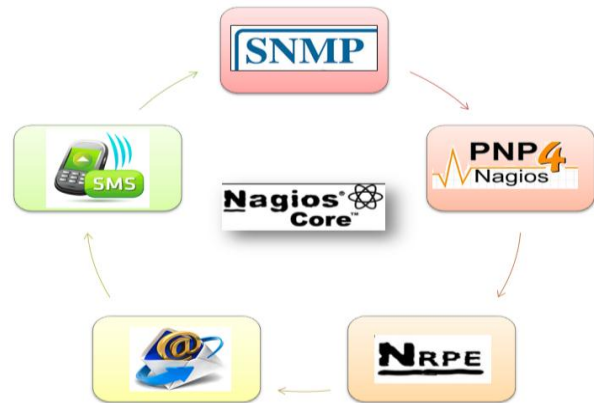 SNMP
PNP4
Nagios
NRPE
@
SMS
Nagios®
Core™